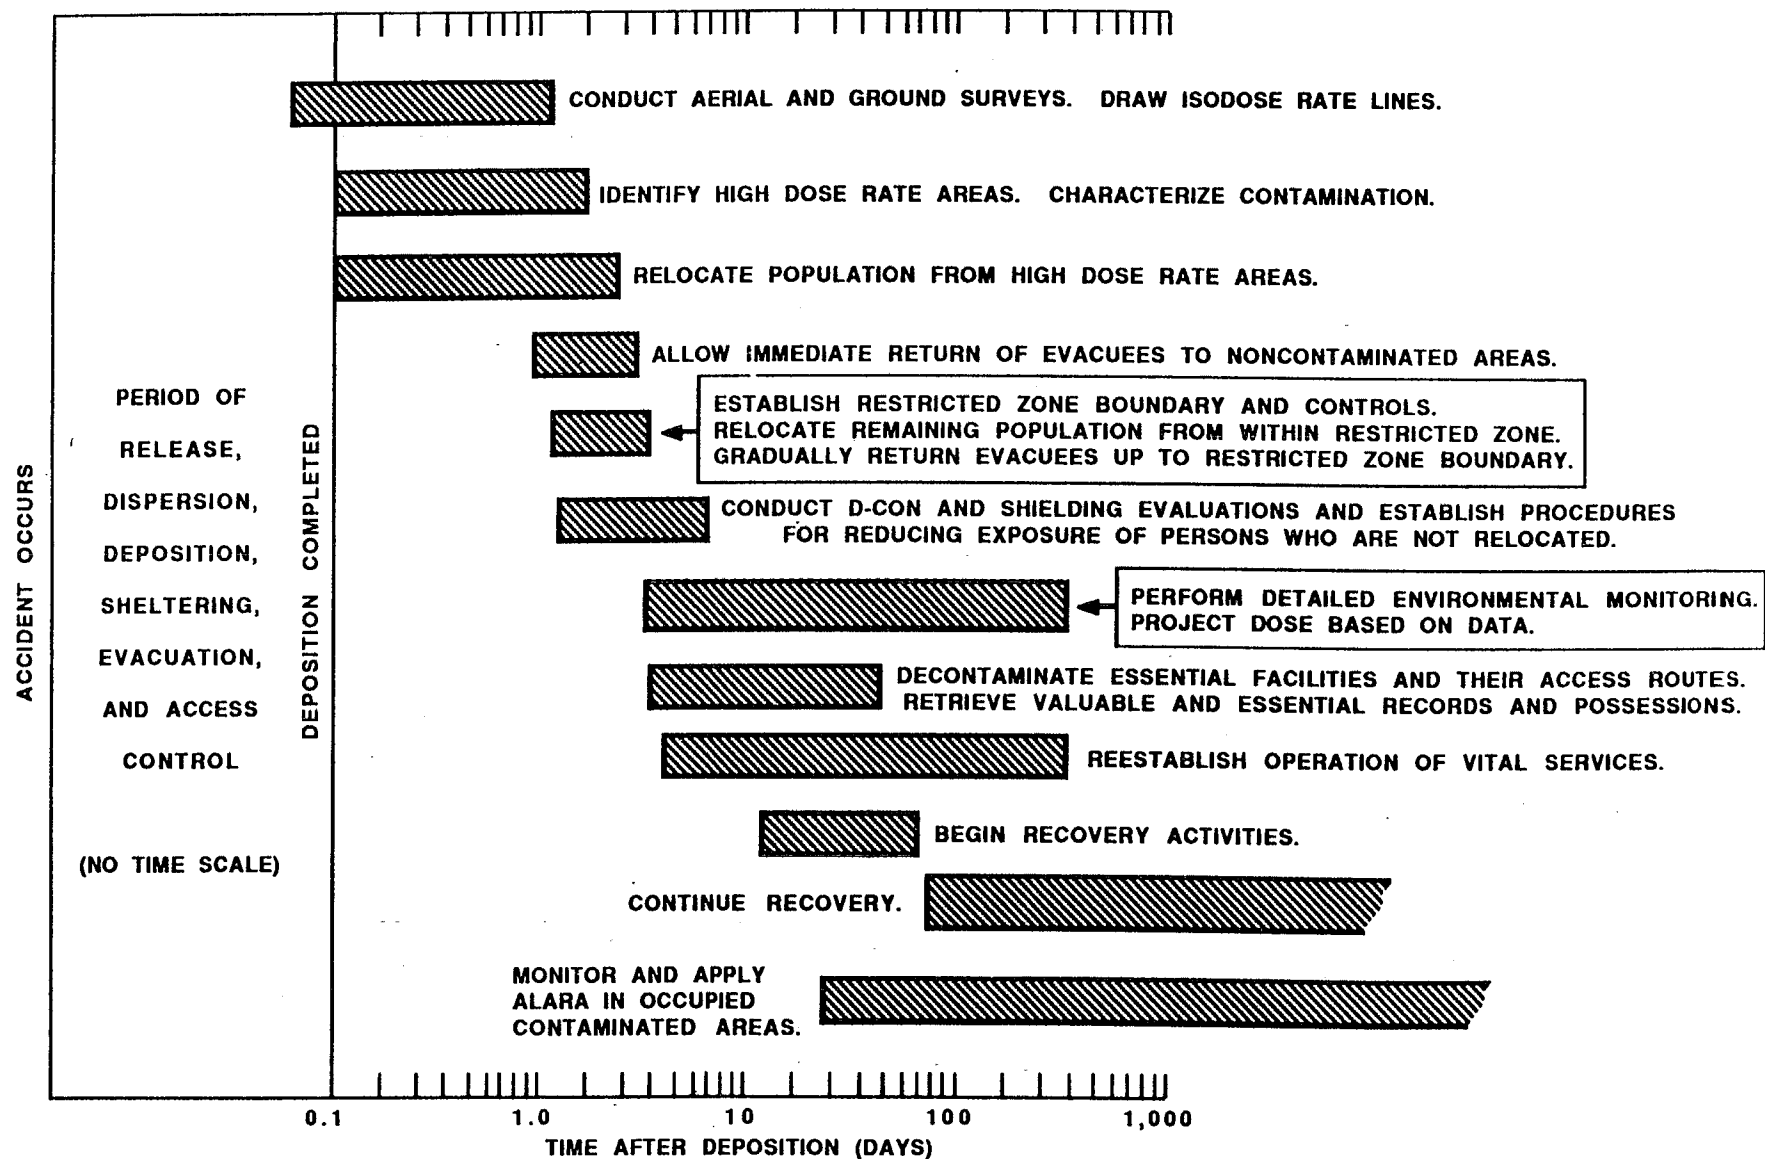 CONDUCT AERIAL AND GROUND SURVEYS. DRAW ISODOSE RATE LINES.
IDENTIFY HIGH DOSE RATE AREAS. CHARACTERIZE CONTAMINATION.
RELOCATE POPULATION FROM HIGH DOSE RATE AREAS.
ALLOW IMMEDIATE RETURN OF EVACUEES TO NONCONTAMINATED AREAS.
ESTABLISH RESTRICTED ZONE BOUNDARY AND CONTROLS.
RELOCATE REMAINING POPULATION FROM WITHIN RESTRICTED ZONE.
GRADUALLY RETURN EVACUEES UP TO RESTRICTED ZONE BOUNDARY.
CONDUCT D-CON AND SHIELDING EVALUATIONS AND ESTABLISH PROCEDURES
FOR REDUCING EXPOSURE OF PERSONS WHO ARE NOT RELOCATED.
PERFORM DETAILED ENVIRONMENTAL MONITORING.
PROJECT DOSE BASED ON DATA.
DECONTAMINATE ESSENTIAL FACILITIES AND THEIR ACCESS ROUTES.
RETRIEVE VALUABLE AND ESSENTIAL RECORDS AND POSSESSIONS.
REESTABLISH OPERATION OF VITAL SERVICES.
BEGIN RECOVERY ACTIVITIES.
CONTINUE RECOVERY.
MONITOR AND APPLY
ALARA IN OCCUPIED
CONTAMINATED AREAS.
ACCIDENT OCCURS
PERIOD OF
RELEASE,
DISPERSION,
DEPOSITION,
SHELTERING,
EVACUATION,
AND ACCESS
CONTROL
(NO TIME SCALE)
DEPOSITION COMPLETED
0.1 1.0 10 100 1,000
TIME AFTER DEPOSITION (DAYS)